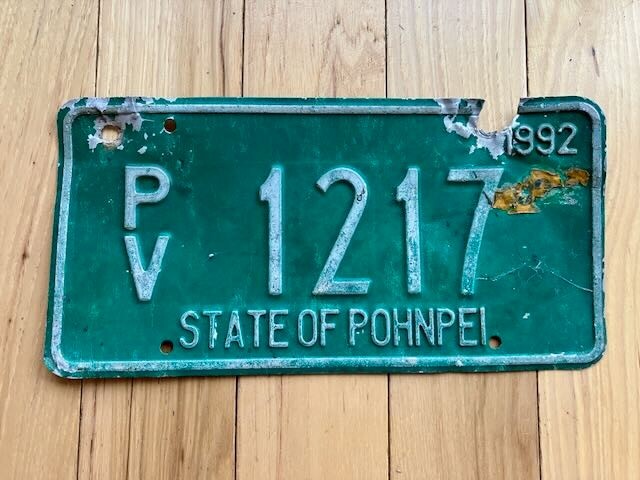 1992
PV 1217
STATE OF POHNPEI